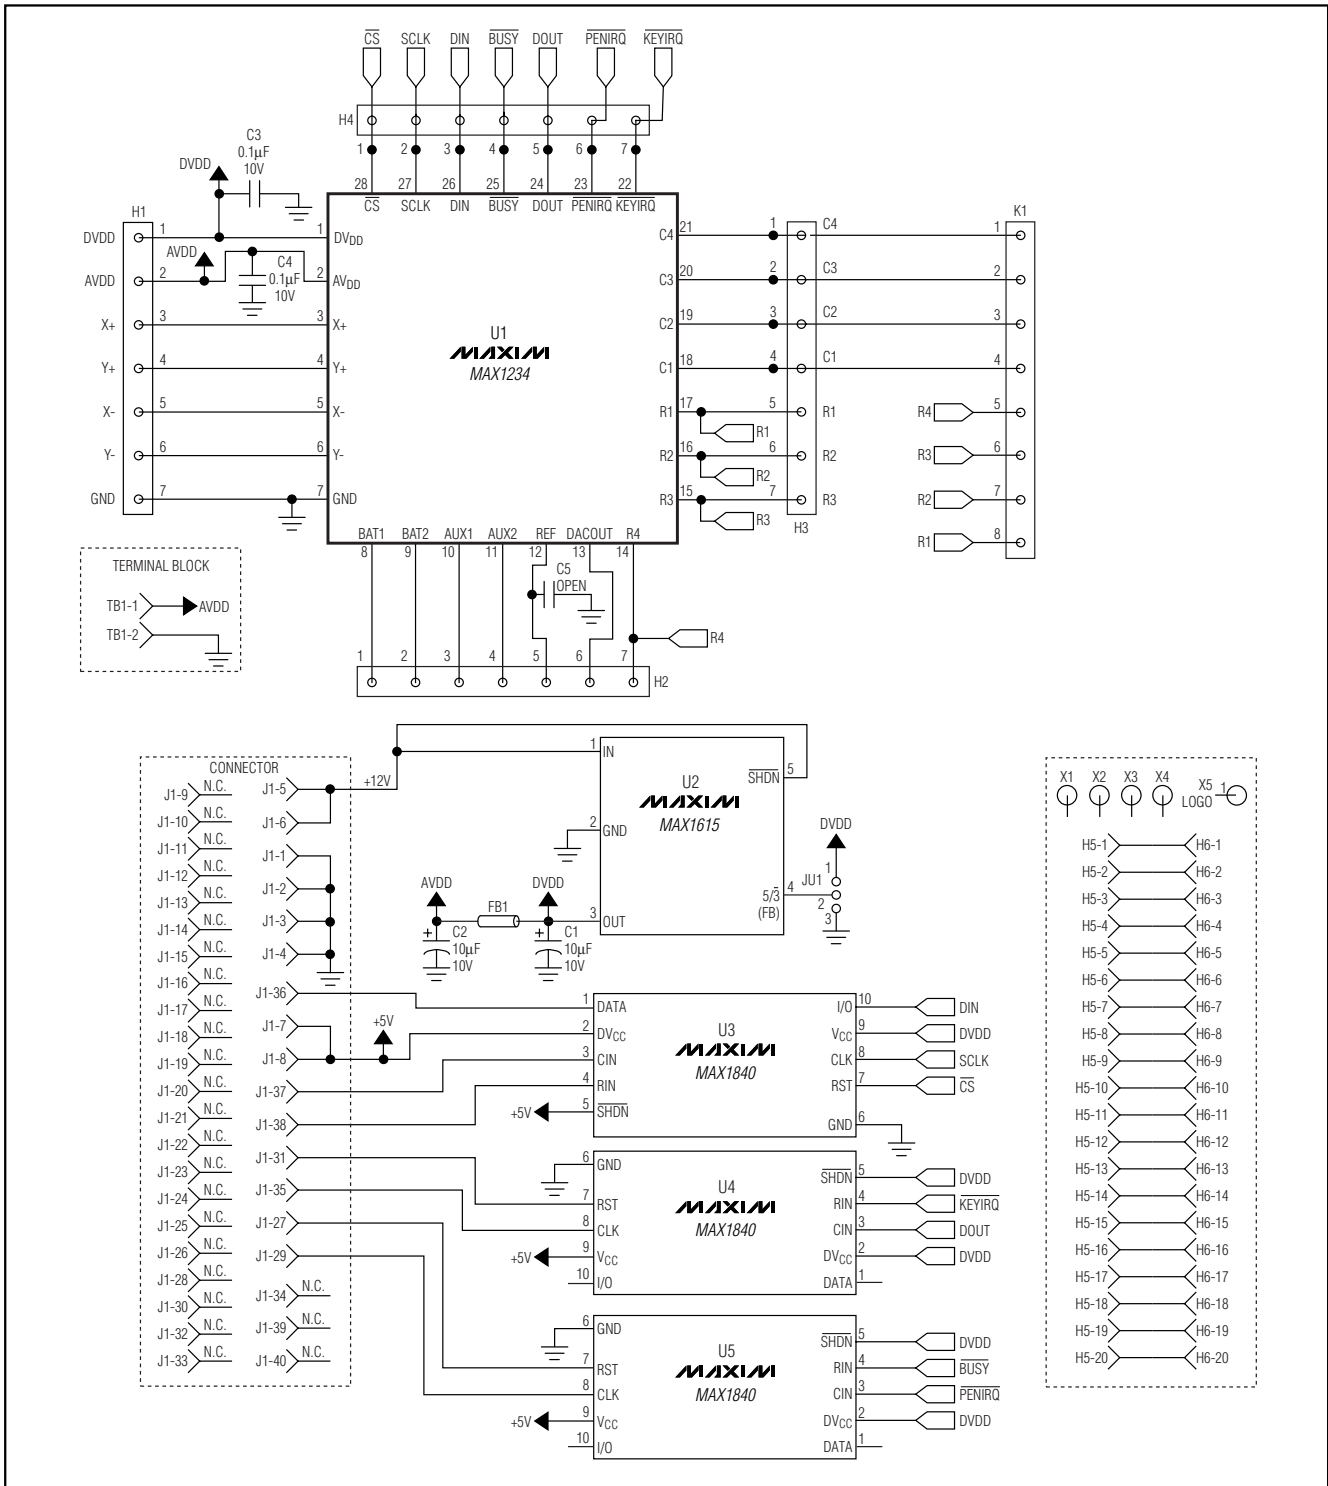 C̅S̅ SCLK DIN B̅U̅S̅Y̅ DOUT P̅E̅N̅I̅R̅Q̅ K̅E̅Y̅I̅R̅Q̅
H4
1 2 3 4 5 6 7
28 27 26 25 24 23 22
C̅S̅ SCLK DIN B̅U̅S̅Y̅ DOUT P̅E̅N̅I̅R̅Q̅ K̅E̅Y̅I̅R̅Q̅
C3
0.1µF
10V
DVDD
H1
DVDD 1 1 DVDD
AVDD
C4
0.1µF
10V
AVDD 2 2 AVDD
X+ 3 3 X+
Y+ 4 4 Y+
X- 5 5 X-
Y- 6 6 Y-
GND 7 7 GND
U1
MAXIM
MAX1234
C4 21 1 C4
C3 20 2 C3
C2 19 3 C2
C1 18 4 C1
R1 17 5 R1
R1
R2 16 6 R2
R2
R3 15 7 R3
R3
H3
K1
1
2
3
4
R4 5
R3 6
R2 7
R1 8
BAT1 BAT2 AUX1 AUX2 REF DACOUT R4
8 9 10 11 12 13 14
C5
OPEN
R4
1 2 3 4 5 6 7
H2
TERMINAL BLOCK
TB1-1 AVDD
TB1-2
CONNECTOR
J1-9 N.C.
J1-10 N.C.
J1-11 N.C.
J1-12 N.C.
J1-13 N.C.
J1-14 N.C.
J1-15 N.C.
J1-16 N.C.
J1-17 N.C.
J1-18 N.C.
J1-19 N.C.
J1-20 N.C.
J1-21 N.C.
J1-22 N.C.
J1-23 N.C.
J1-24 N.C.
J1-25 N.C.
J1-26 N.C.
J1-28 N.C.
J1-30 N.C.
J1-32 N.C.
J1-33 N.C.
J1-5
J1-6
J1-1
J1-2
J1-3
J1-4
J1-36
J1-7
J1-8
J1-37
J1-38
J1-31
J1-35
J1-27
J1-29
J1-34 N.C.
J1-39 N.C.
J1-40 N.C.
+12V
+5V
1 IN
2 GND
3 OUT
U2
MAXIM
MAX1615
S̅H̅D̅N̅ 5
5/3̅ 4
(FB)
DVDD
JU1
1
2
3
AVDD FB1 DVDD
+ C2
10µF
10V
+ C1
10µF
10V
1 DATA
2 DVCC
3 CIN
4 RIN
+5V 5 S̅H̅D̅N̅
U3
MAXIM
MAX1840
I/O 10 DIN
VCC 9 DVDD
CLK 8 SCLK
RST 7 C̅S̅
GND 6
6 GND
7 RST
8 CLK
+5V 9 VCC
10 I/O
U4
MAXIM
MAX1840
S̅H̅D̅N̅ 5 DVDD
RIN 4 K̅E̅Y̅I̅R̅Q̅
CIN 3 DOUT
DVCC 2 DVDD
DATA 1
6 GND
7 RST
8 CLK
+5V 9 VCC
10 I/O
U5
MAXIM
MAX1840
S̅H̅D̅N̅ 5 DVDD
RIN 4 B̅U̅S̅Y̅
CIN 3 P̅E̅N̅I̅R̅Q̅
DVCC 2 DVDD
DATA 1
X1 X2 X3 X4 X5 1
LOGO
H5-1 H6-1
H5-2 H6-2
H5-3 H6-3
H5-4 H6-4
H5-5 H6-5
H5-6 H6-6
H5-7 H6-7
H5-8 H6-8
H5-9 H6-9
H5-10 H6-10
H5-11 H6-11
H5-12 H6-12
H5-13 H6-13
H5-14 H6-14
H5-15 H6-15
H5-16 H6-16
H5-17 H6-17
H5-18 H6-18
H5-19 H6-19
H5-20 H6-20